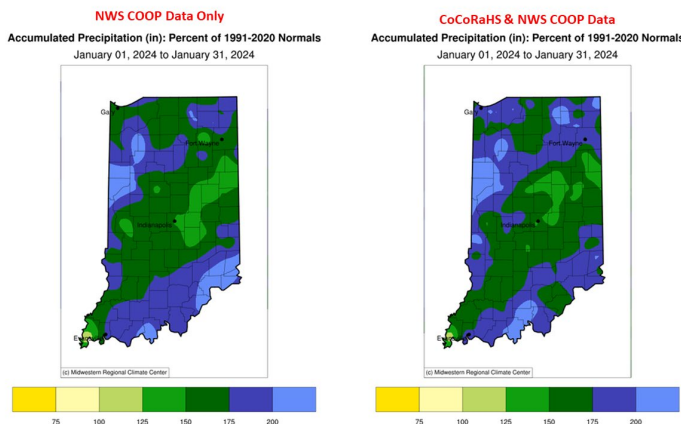 NWS COOP Data Only
Accumulated Precipitation (in): Percent of 1991-2020 Normals
January 01, 2024 to January 31, 2024
Gary
Fort Wayne
Indianapolis
(c) Midwestern Regional Climate Center
75 100 125 150 175 200
CoCoRaHS & NWS COOP Data
Accumulated Precipitation (in): Percent of 1991-2020 Normals
January 01, 2024 to January 31, 2024
Gary
Fort Wayne
Indianapolis
(c) Midwestern Regional Climate Center
75 100 125 150 175 200